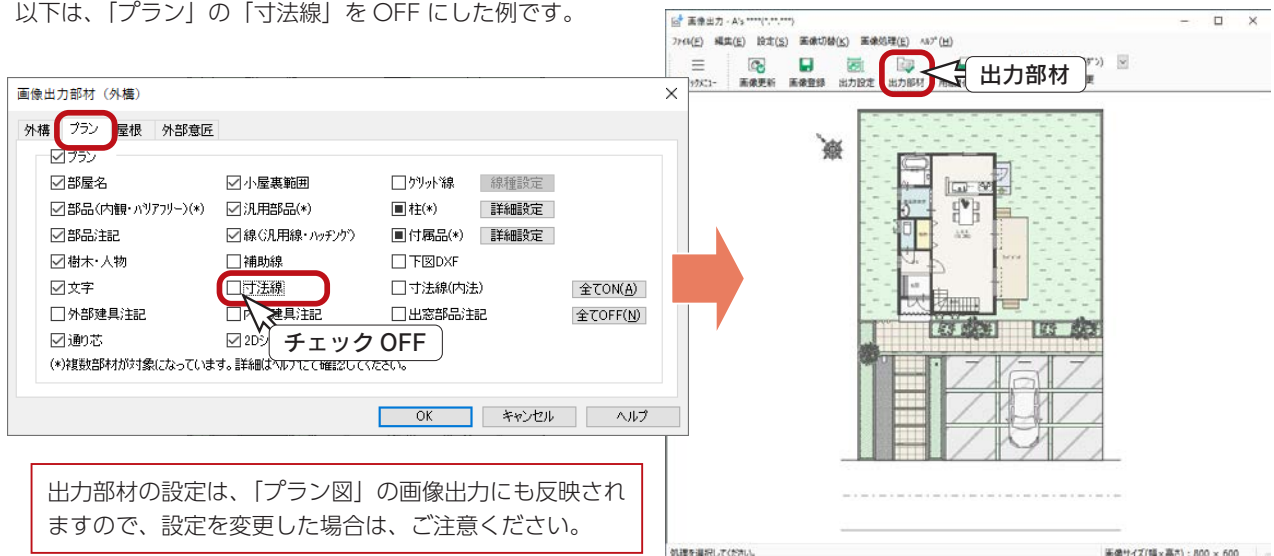 以下は、「プラン」の「寸法線」を OFF にした例です。
画像出力部材（外構）
外構 プラン 屋根 外部意匠
プラン
部屋名 小屋裏範囲 グリッド線 線種設定
部品(内観・バリアフリー)(*) 汎用部品(*) 柱(*) 詳細設定
部品注記 線(汎用線・ハッチング) 付属品(*) 詳細設定
樹木・人物 補助線 下図DXF
文字 寸法線 寸法線(内法) 全てON(A)
外部建具注記 建具注記 出窓部品注記 全てOFF(N)
通り芯 2D
チェック OFF
(*)複数部材が対象になっています。詳細はヘルプにて確認してください。
OK キャンセル ヘルプ
出力部材の設定は、「プラン図」の画像出力にも反映され
ますので、設定を変更した場合は、ご注意ください。
画像出力 - A's ****(*.**.***)
ファイル(F) 編集(E) 設定(S) 画像切替(K) 画像処理(E) ヘルプ(H)
画像更新 画像登録 出力設定 出力部材
出力部材
処理を選択してください。
画像サイズ(幅×高さ) : 800 × 600